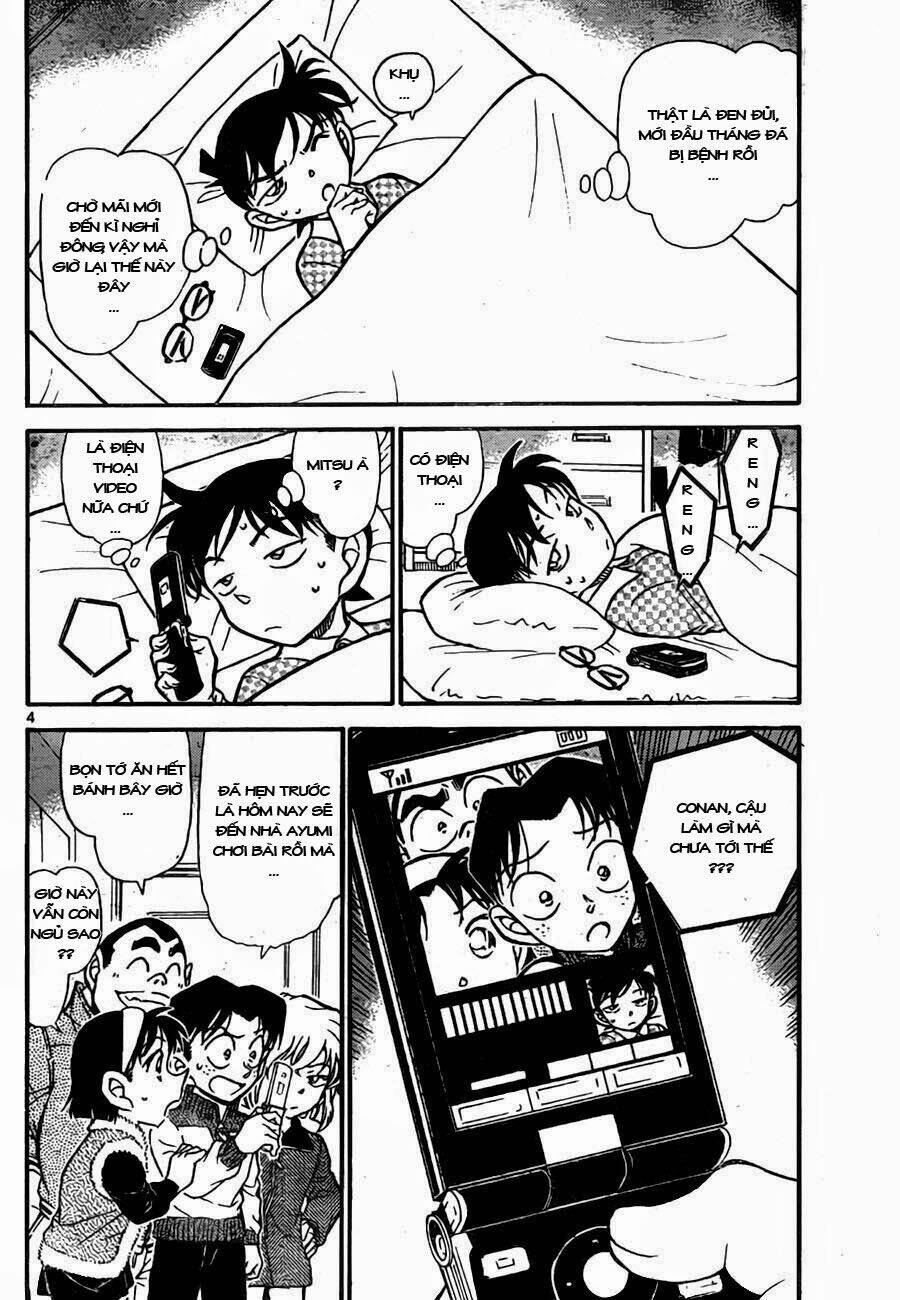 KHỤ
...
THẬT LÀ ĐEN ĐỦI,
MỚI ĐẦU THÁNG ĐÃ
BỊ BỆNH RỒI
...
CHỜ MÃI MỚI
ĐẾN KÌ NGHỈ
ĐÔNG, VẬY MÀ
GIỜ LẠI THẾ NÀY
ĐÂY
...
RENG...
RENG...
CÓ ĐIỆN
THOẠI
...
MITSU À
?
LÀ ĐIỆN
THOẠI
VIDEO
NỮA CHỨ
...
4
CONAN, CẬU
LÀM GÌ MÀ
CHƯA TỚI THẾ
???
ĐÃ HẸN TRƯỚC
LÀ HÔM NAY SẼ
ĐẾN NHÀ AYUMI
CHƠI BÀI RỒI MÀ
...
BỌN TỚ ĂN HẾT
BÁNH BÂY GIỜ
...
GIỜ NÀY
VẪN CÒN
NGỦ SAO
??